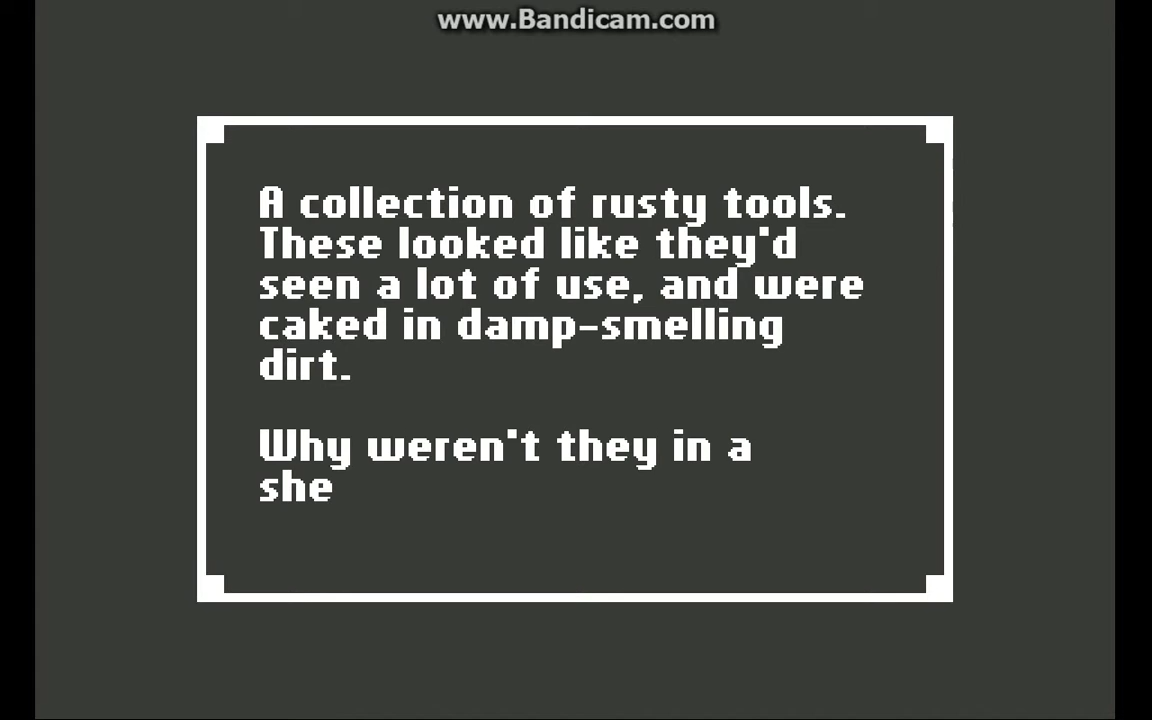 www.Bandicam.com
A collection of rusty tools.
These looked like they'd
seen a lot of use, and were
caked in damp-smelling
dirt.
Why weren't they in a
she